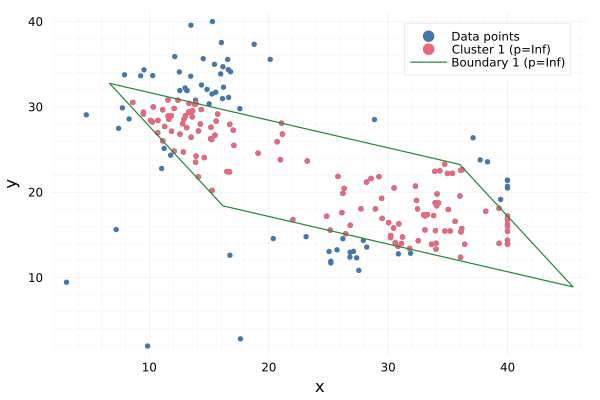 40
30
20
10
y
Data points
Cluster 1 (p=Inf)
Boundary 1 (p=Inf)
10 20 30 40
x